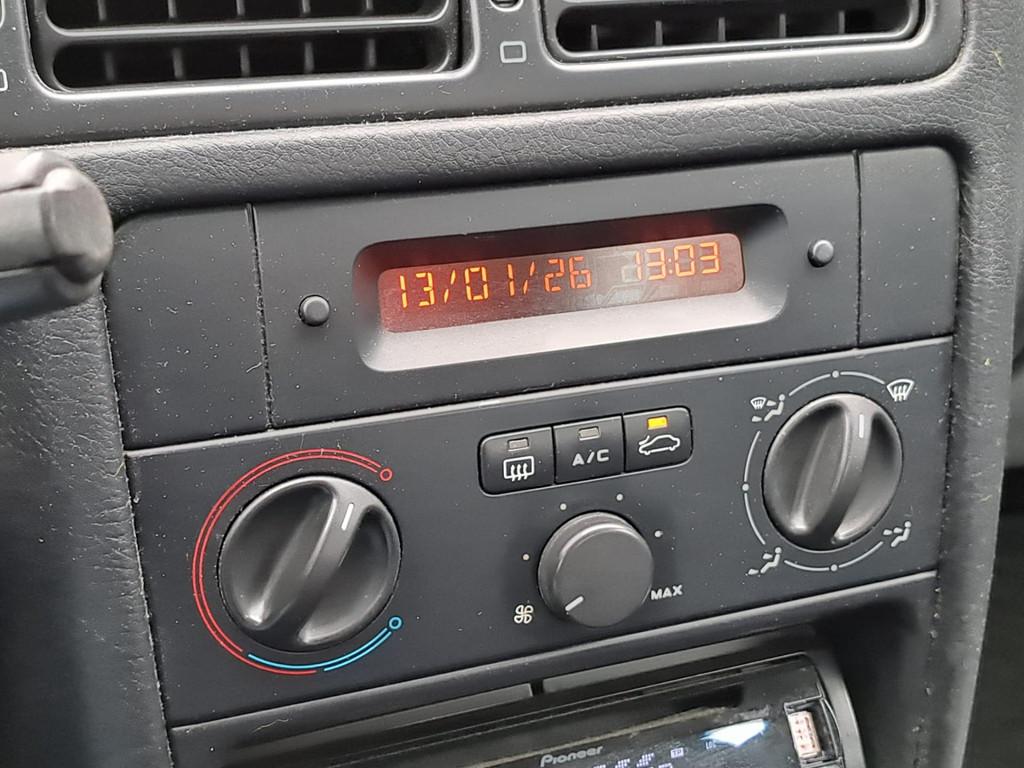 13/01/26 13:03
A/C
MAX
Pioneer